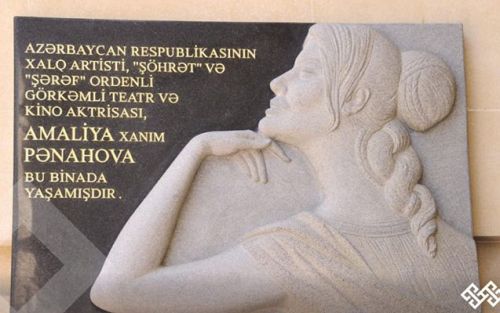 AZƏRBAYCAN RESPUBLİKASININ
XALQ ARTİSTİ, "ŞÖHRƏT" VƏ
"ŞƏRƏF" ORDENLİ
GÖRKƏMLİ TEATR VƏ
KİNO AKTRİSASI,
AMALİYA XANIM
PƏNAHOVA
BU BİNADA
YAŞAMIŞDIR.